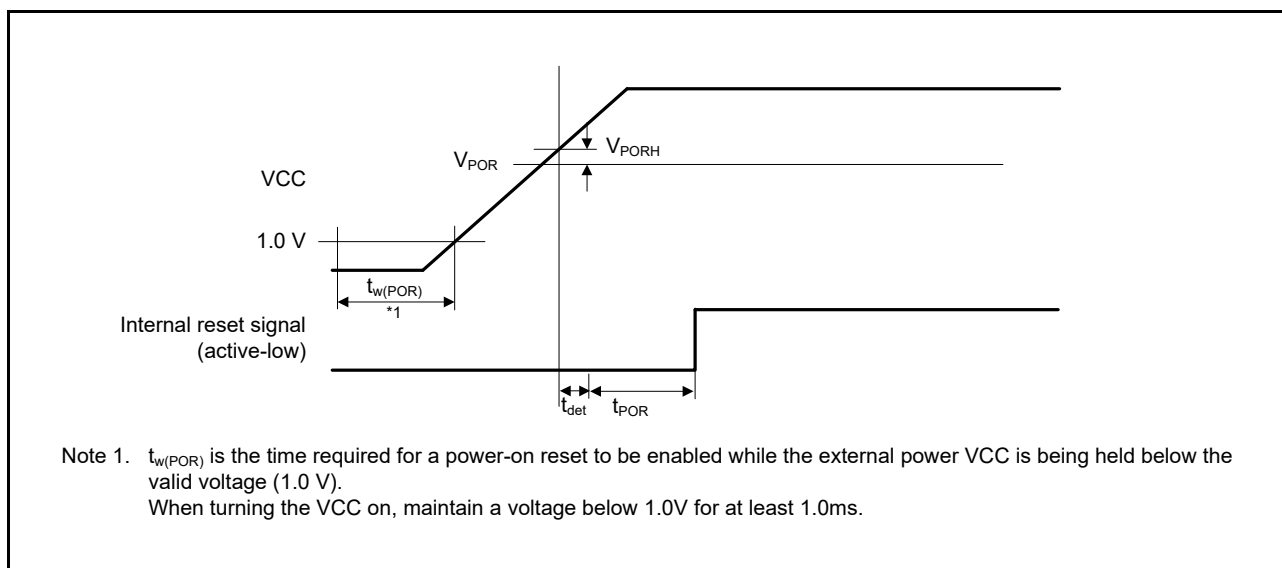 V_PORH
V_POR
VCC
1.0 V
t_w(POR)
*1
Internal reset signal
(active-low)
t_det
t_POR
Note 1. t_w(POR) is the time required for a power-on reset to be enabled while the external power VCC is being held below the
valid voltage (1.0 V).
When turning the VCC on, maintain a voltage below 1.0V for at least 1.0ms.